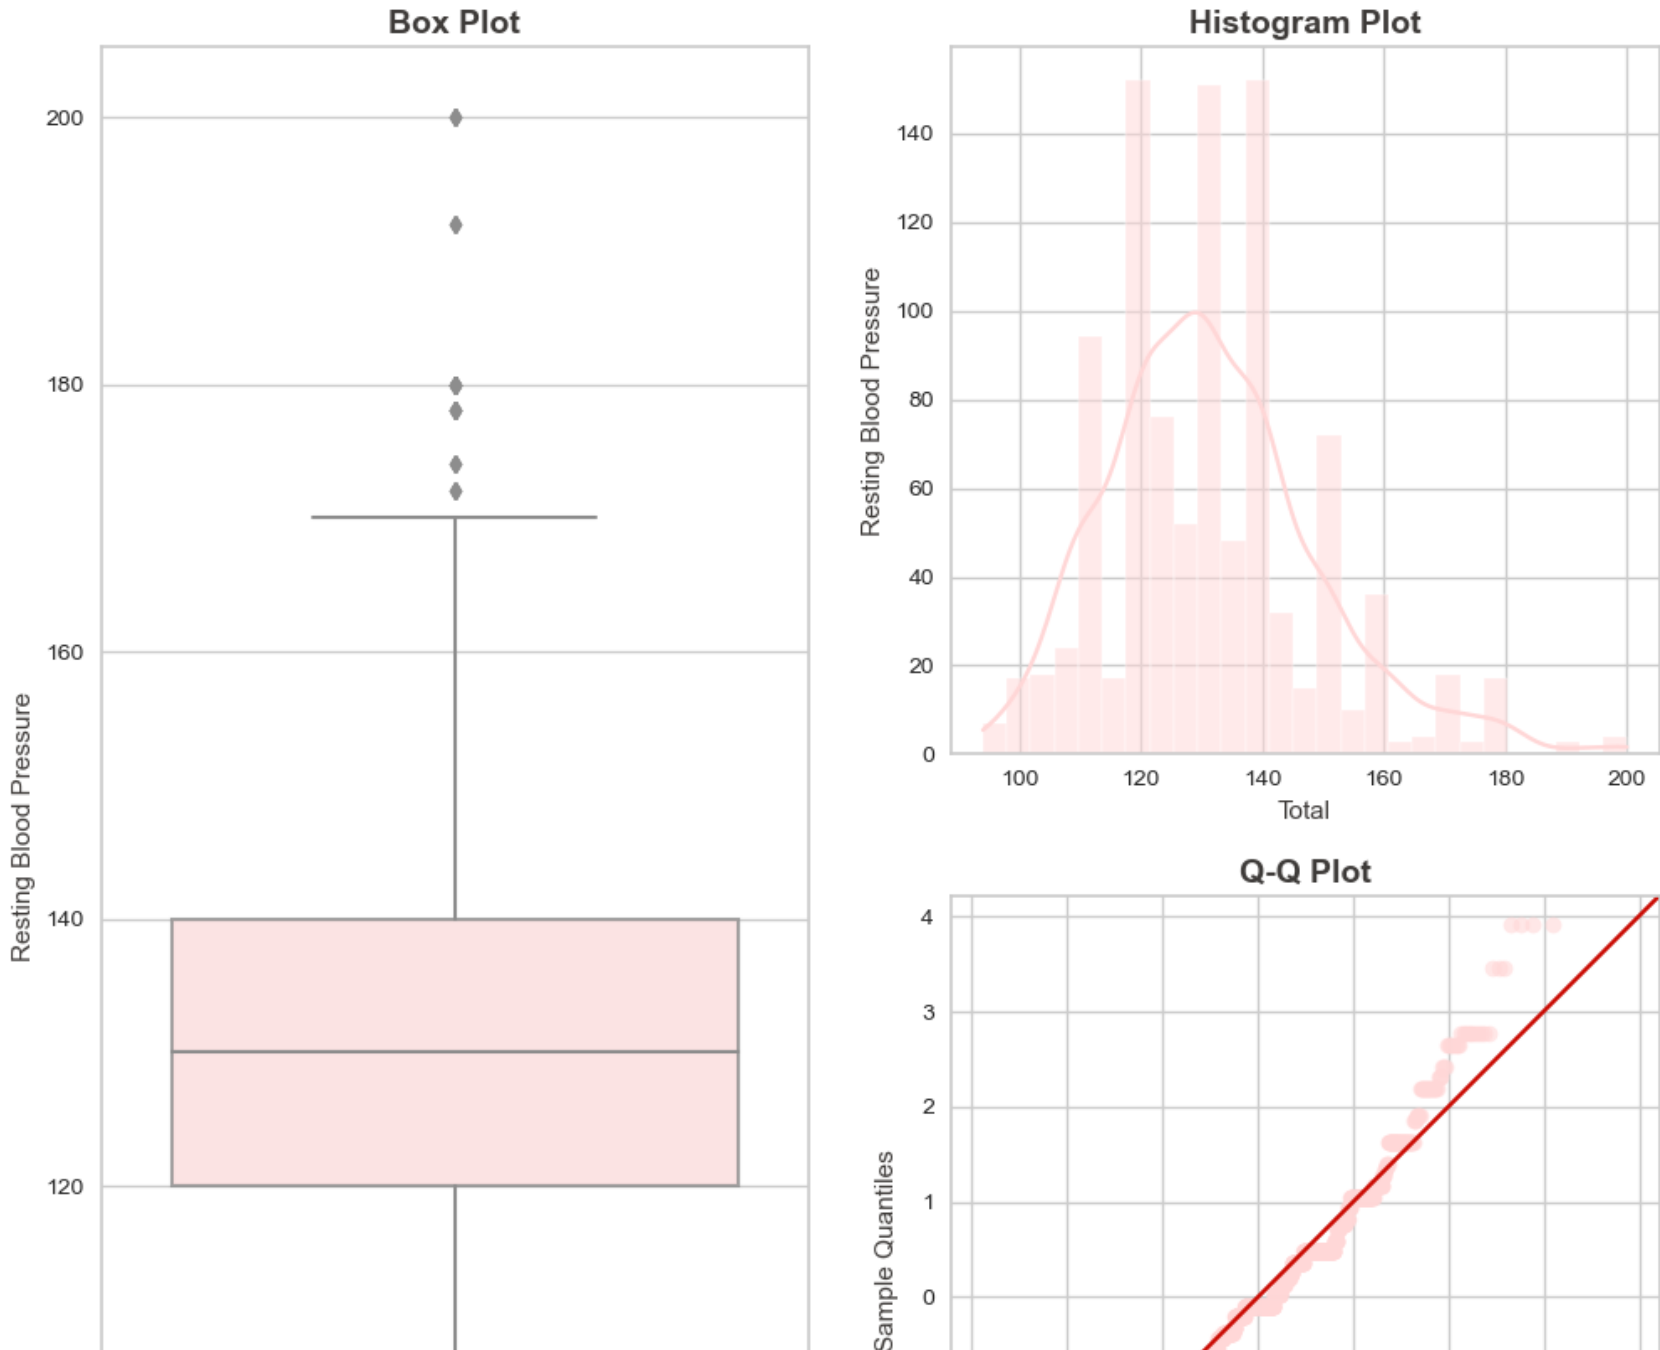 Box Plot
200
180
160
140
120
Resting Blood Pressure
Histogram Plot
140
120
100
80
60
40
20
0
Resting Blood Pressure
100 120 140 160 180 200
Total
Q-Q Plot
4
3
2
1
0
Sample Quantiles